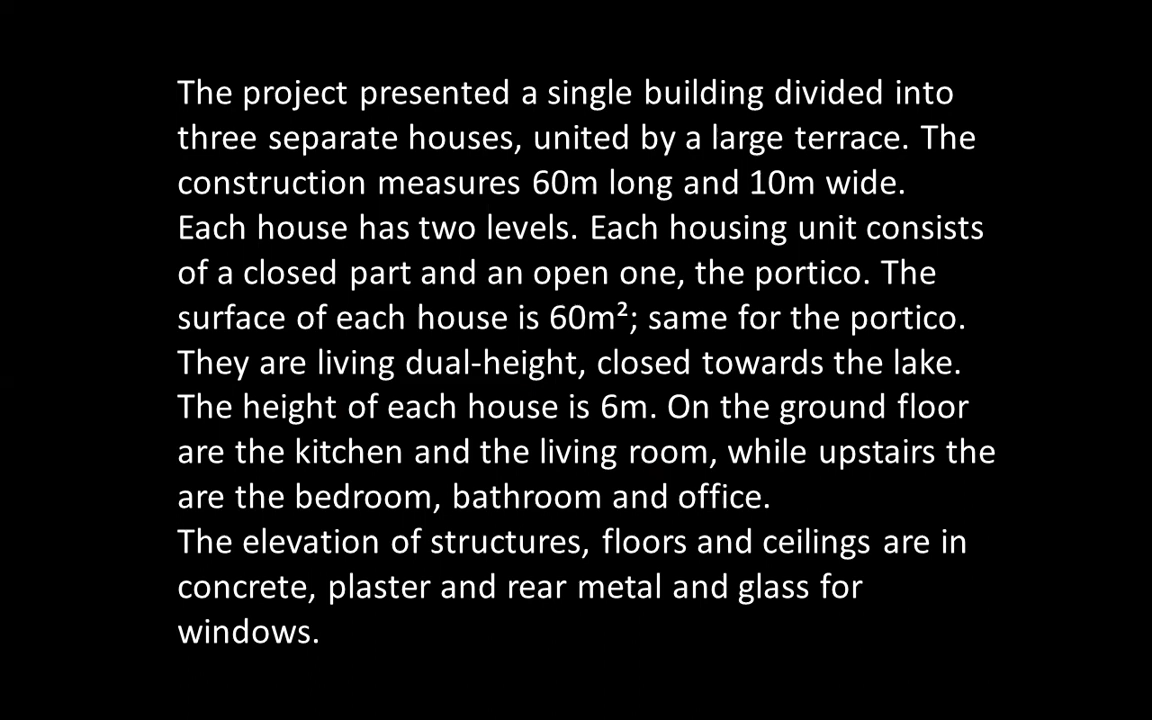 The project presented a single building divided into
three separate houses, united by a large terrace. The
construction measures 60m long and 10m wide.
Each house has two levels. Each housing unit consists
of a closed part and an open one, the portico. The
surface of each house is 60m²; same for the portico.
They are living dual-height, closed towards the lake.
The height of each house is 6m. On the ground floor
are the kitchen and the living room, while upstairs the
are the bedroom, bathroom and office.
The elevation of structures, floors and ceilings are in
concrete, plaster and rear metal and glass for
windows.